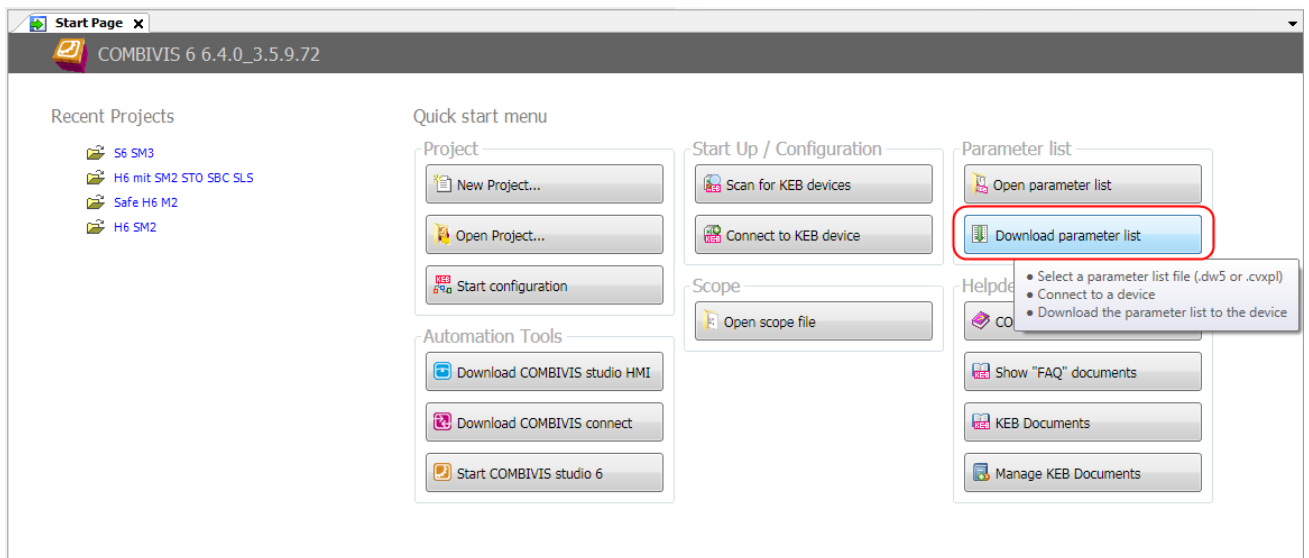 Start Page
COMBIVIS 6 6.4.0_3.5.9.72
Recent Projects
S6 SM3
H6 mit SM2 STO SBC SLS
Safe H6 M2
H6 SM2
Quick start menu
Project
New Project...
Open Project...
Start configuration
Automation Tools
Download COMBIVIS studio HMI
Download COMBIVIS connect
Start COMBIVIS studio 6
Start Up / Configuration
Scan for KEB devices
Connect to KEB device
Scope
Open scope file
Parameter list
Open parameter list
Download parameter list
• Select a parameter list file (.dw5 or .cvxpl)
• Connect to a device
• Download the parameter list to the device
Helpde
CO
Show "FAQ" documents
KEB Documents
Manage KEB Documents